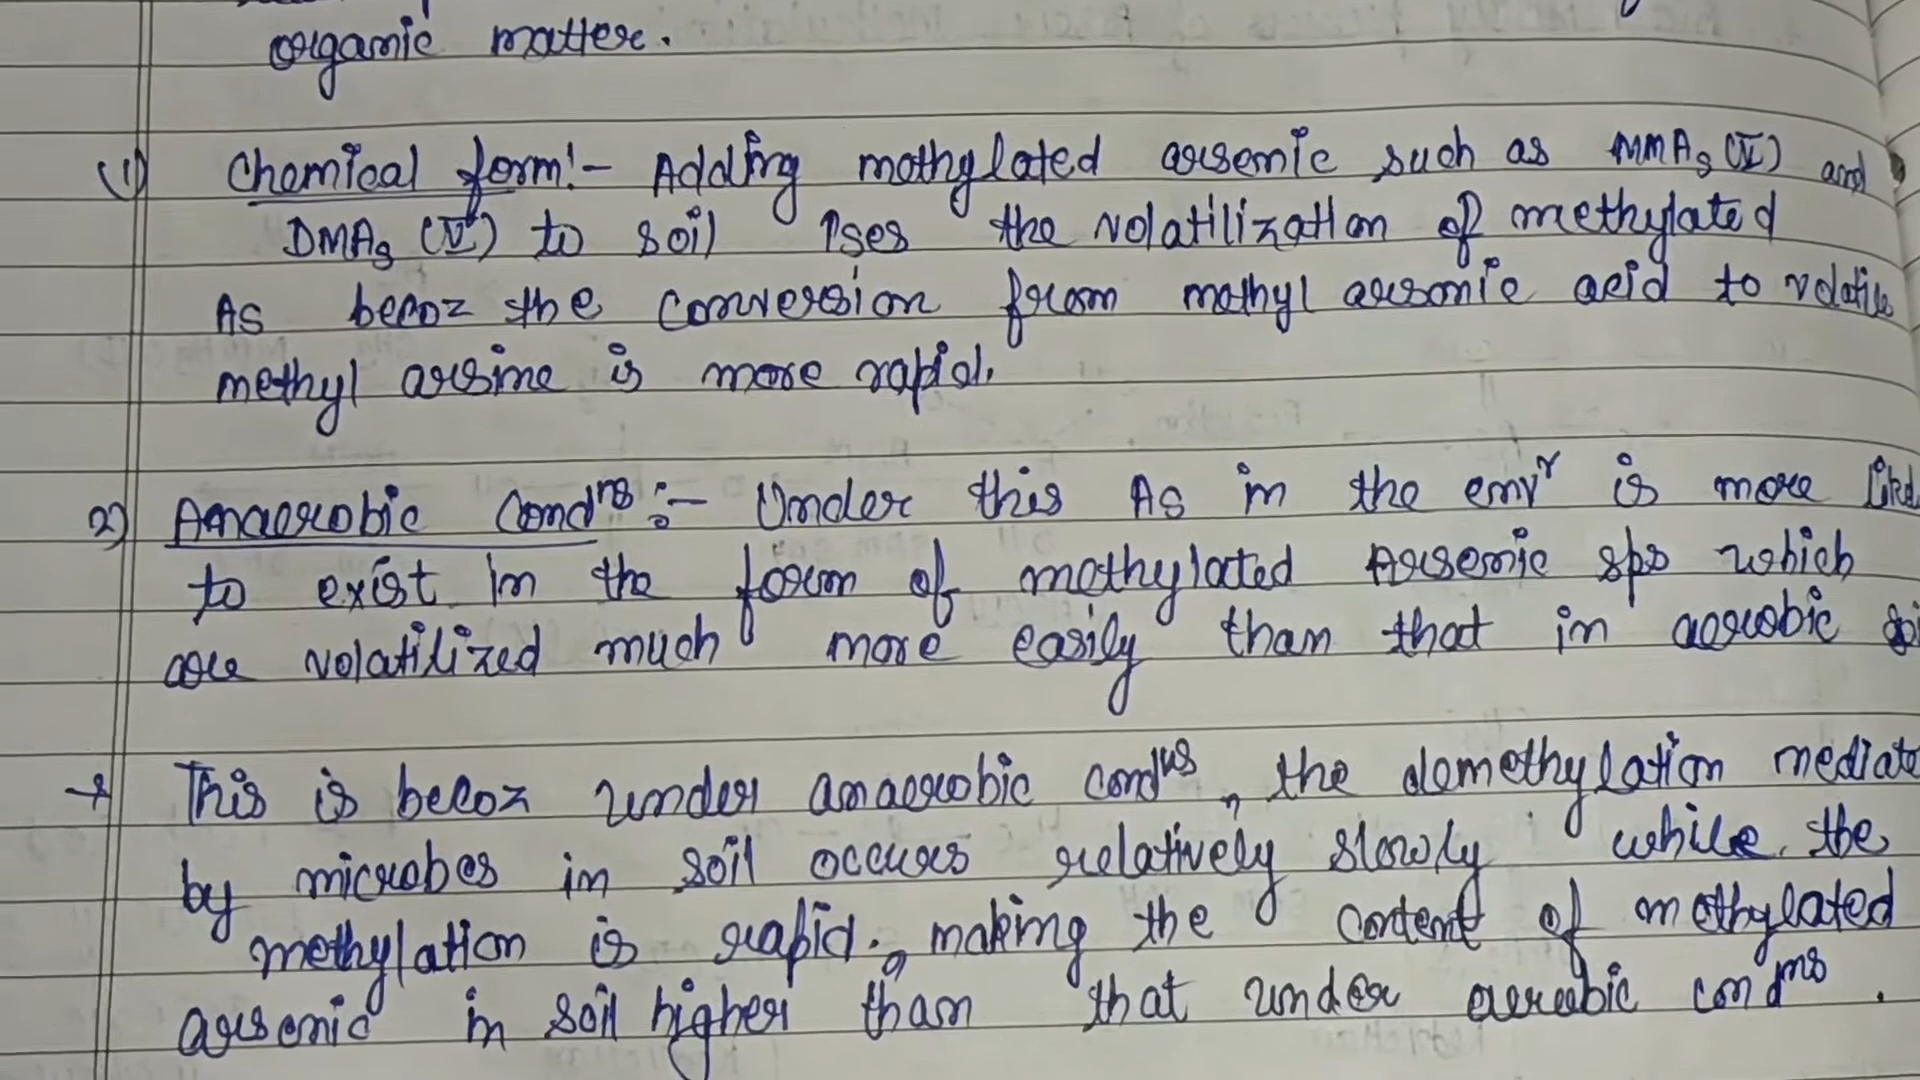 organic matter.
(1) Chemical form:- Adding methylated arsenic such as MMAs (V) and
DMAs (V) to soil ↑ses the volatilization of methylated
As becoz the conversion from methyl arsonic acid to volatile
methyl arsine is more rapid.
2) Anaerobic Condns :- Under this As in the envr is more
to exist in the form of methylated Arsenic sps which
are volatilized much more easily than that in aerobic
→ This is becoz under anaerobic condns, the demethylation mediate
by microbes in soil occurs relatively slowly while the
methylation is rapid, making the content of methylated
arsenic in soil higher than that under aerobic condns.